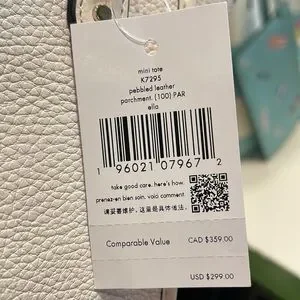 mini tote
K7295
pebbled leather
parchment. (100) PAR
ella
1 96021 07967 2
take good care. here's how.
prenez-en bien soin. voici comment.
请妥善维护。这里是具体做法。
Comparable Value
CAD $359.00
USD $299.00